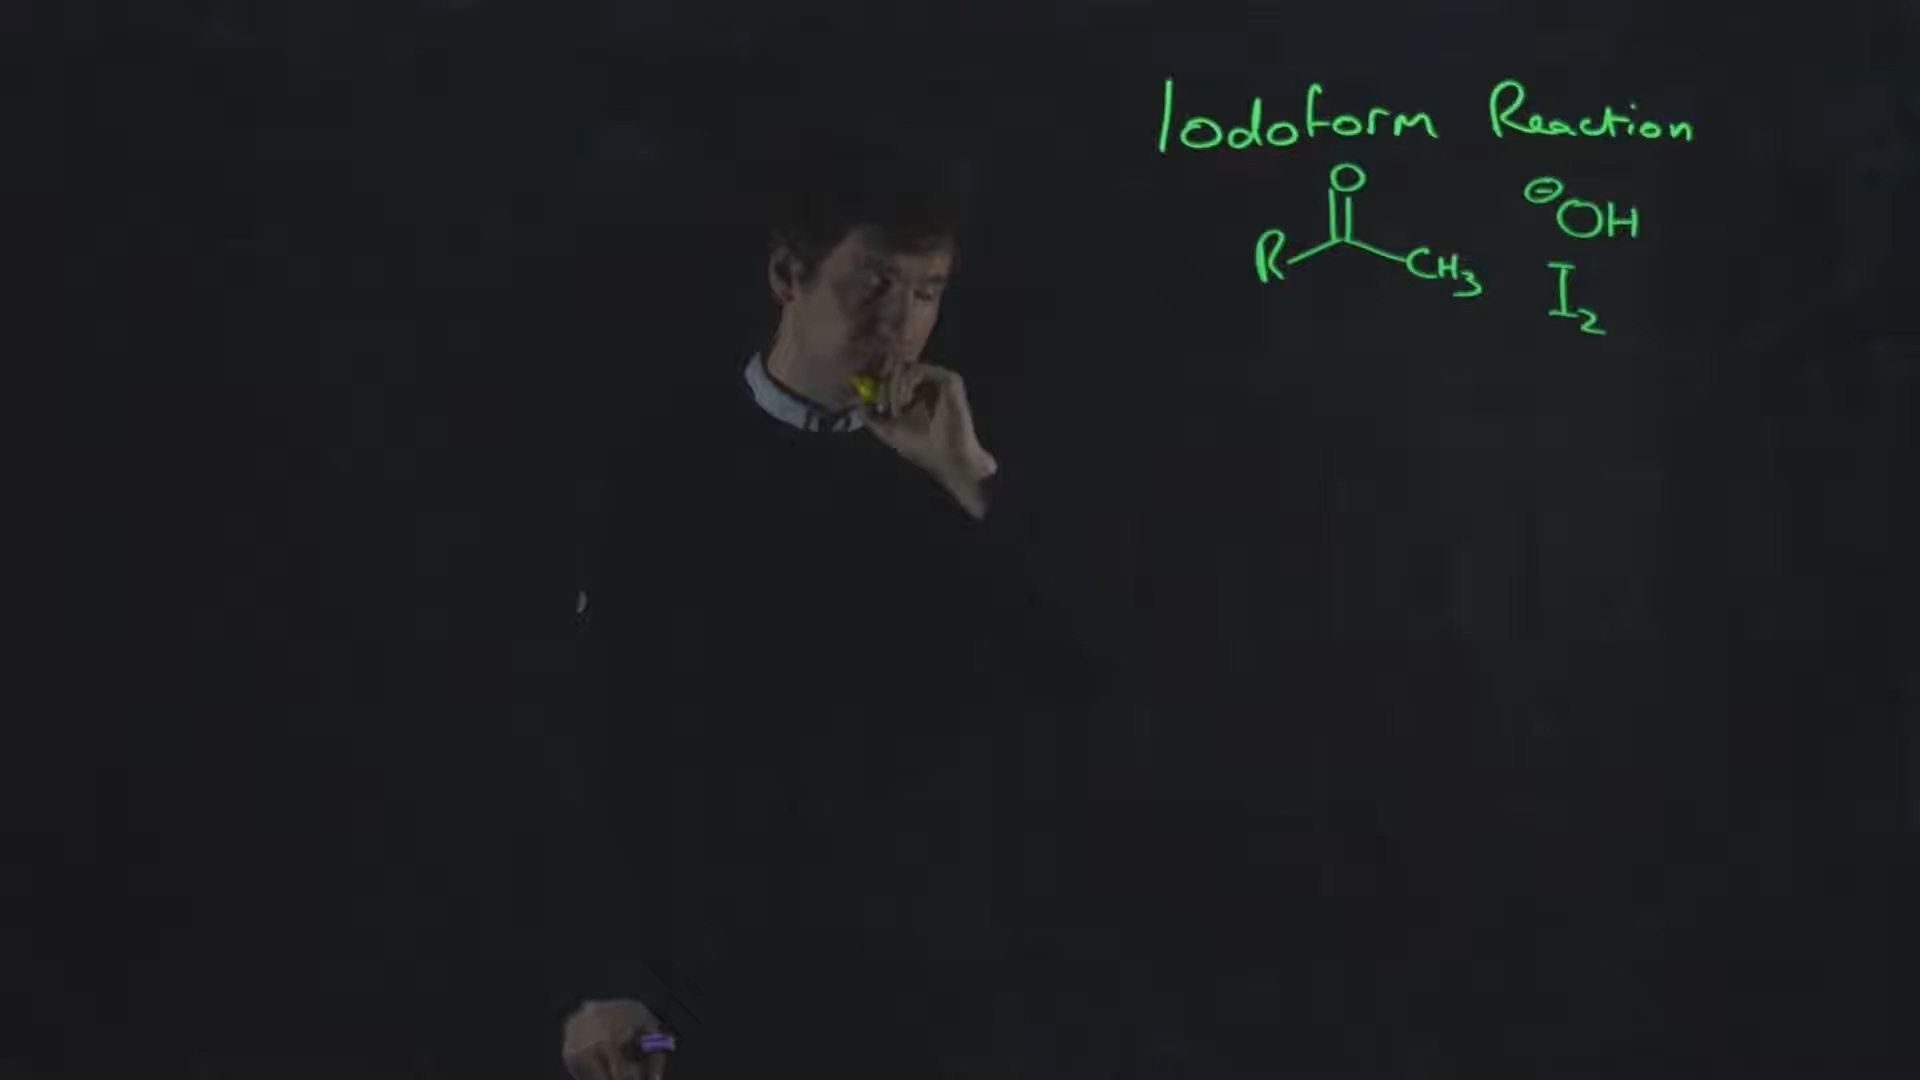 Iodoform Reaction
O
⊖OH
R CH₃
I₂